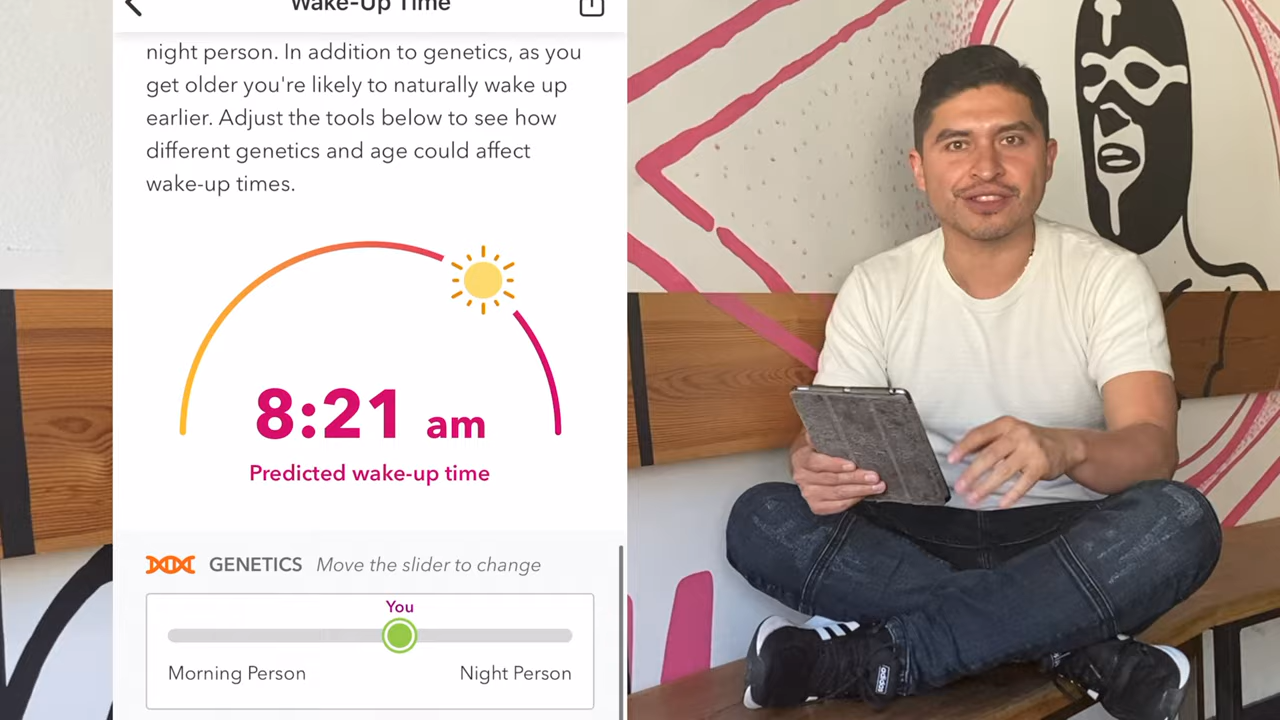 Wake-Up Time
night person. In addition to genetics, as you
get older you're likely to naturally wake up
earlier. Adjust the tools below to see how
different genetics and age could affect
wake-up times.
8:21 am
Predicted wake-up time
GENETICS Move the slider to change
You
Morning Person Night Person
adidas